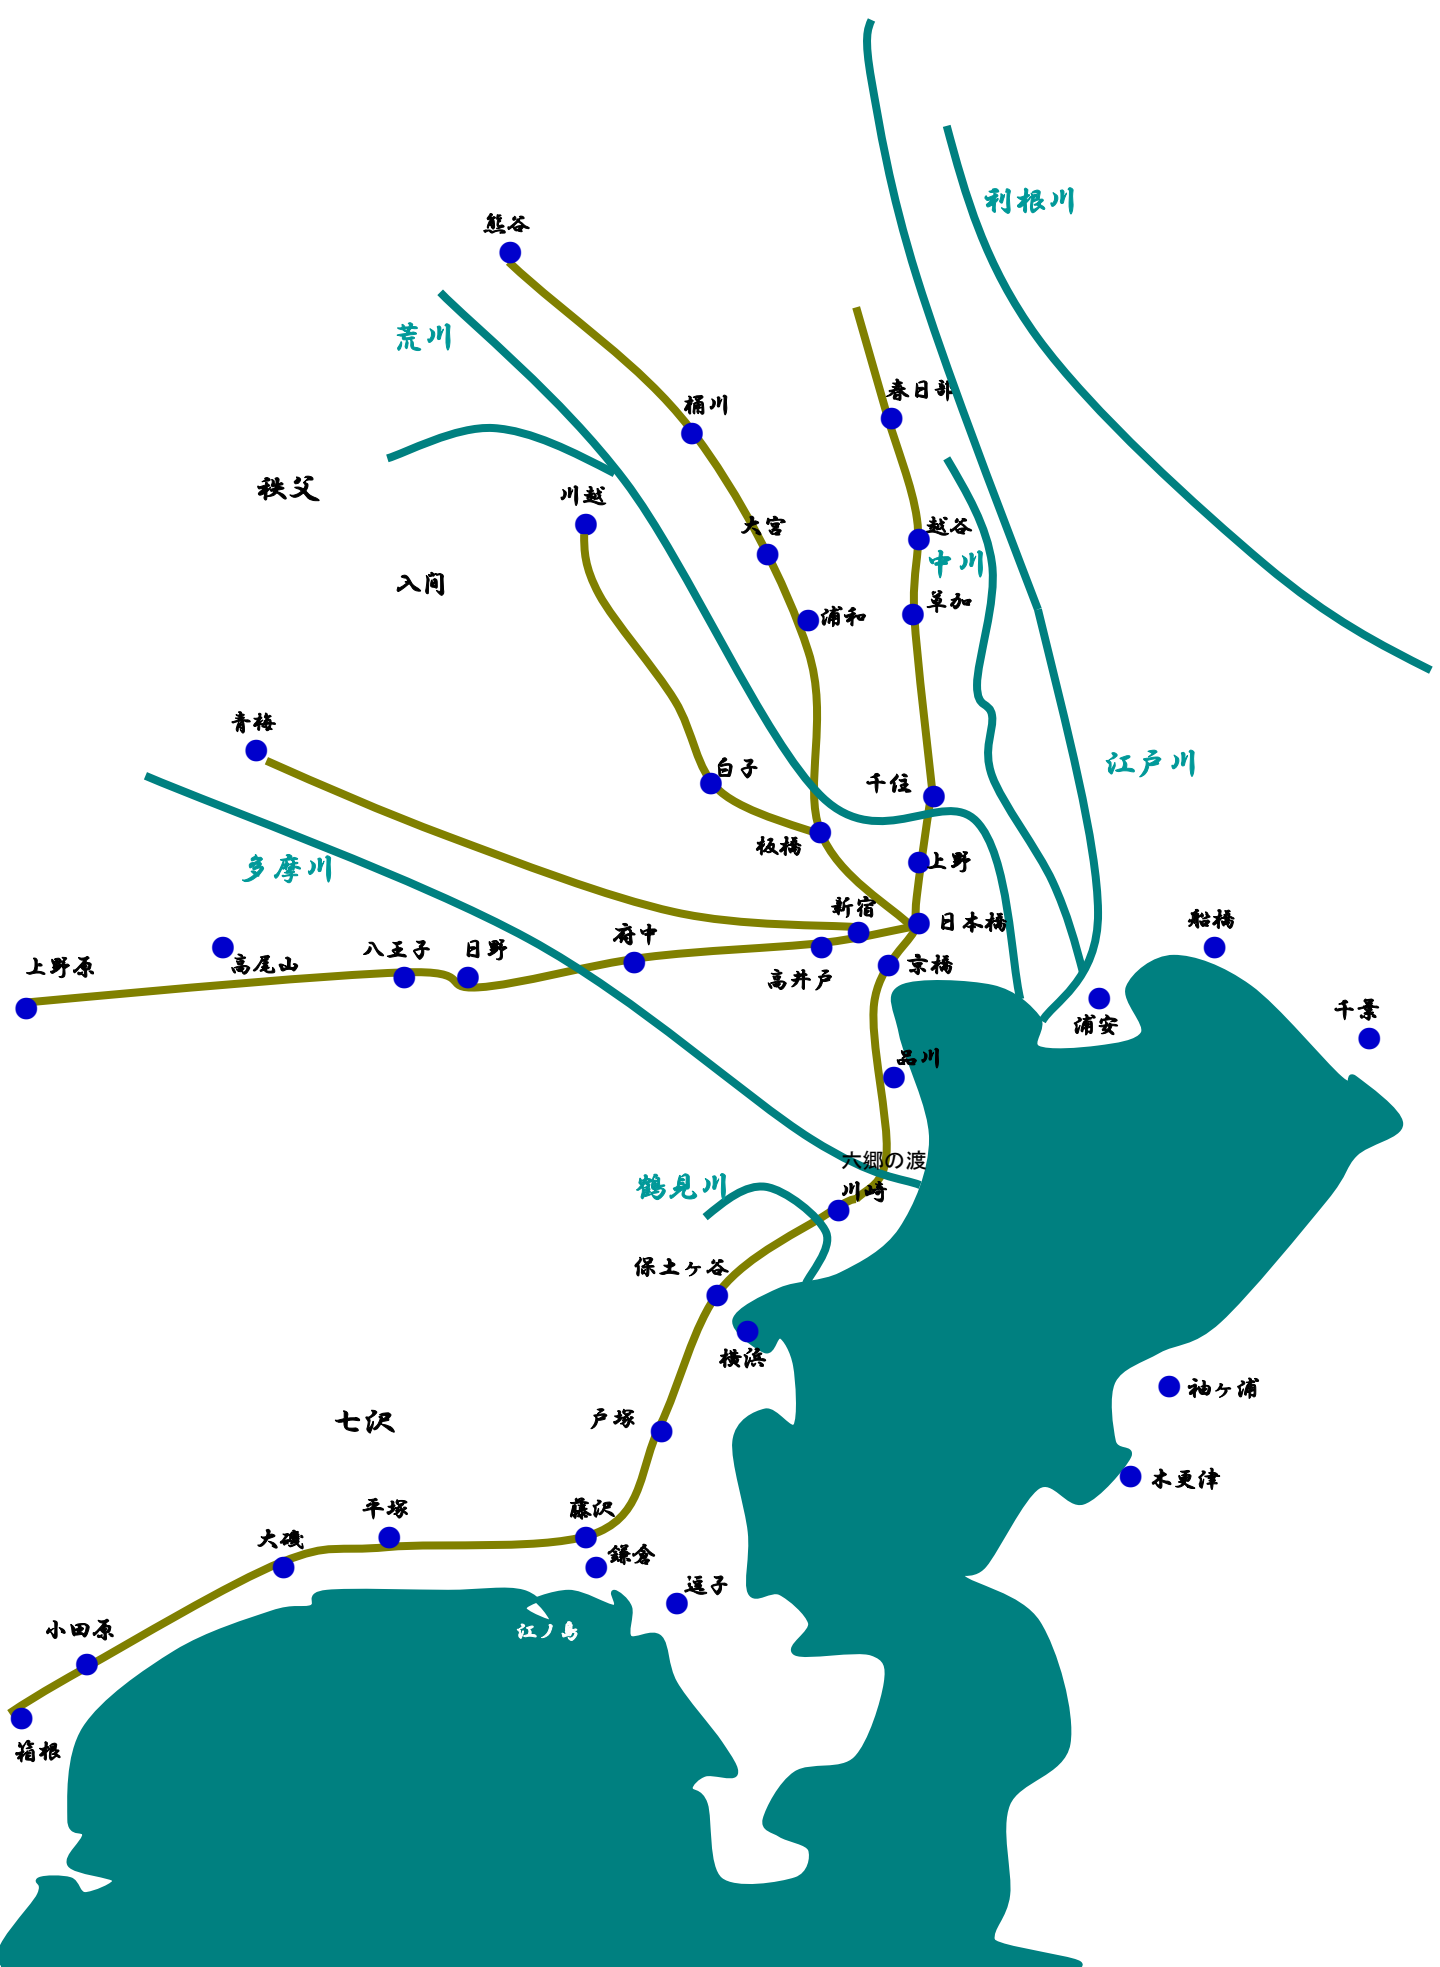 利根川
熊谷
荒川
春日部
桶川
秩父
川越
大宮
越谷
中川
入间
草加
浦和
青梅
江戸川
白子
千住
板橋
多摩川
上野
新宿
日本橋
船橋
府中
八王子
日野
高尾山
上野原
京橋
高井戸
千葉
浦安
品川
六郷の渡
鶴見川
川崎
保土ヶ谷
横浜
袖ヶ浦
戸塚
七沢
木更津
平塚
藤沢
大磯
鎌倉
逗子
小田原
江ノ島
箱根